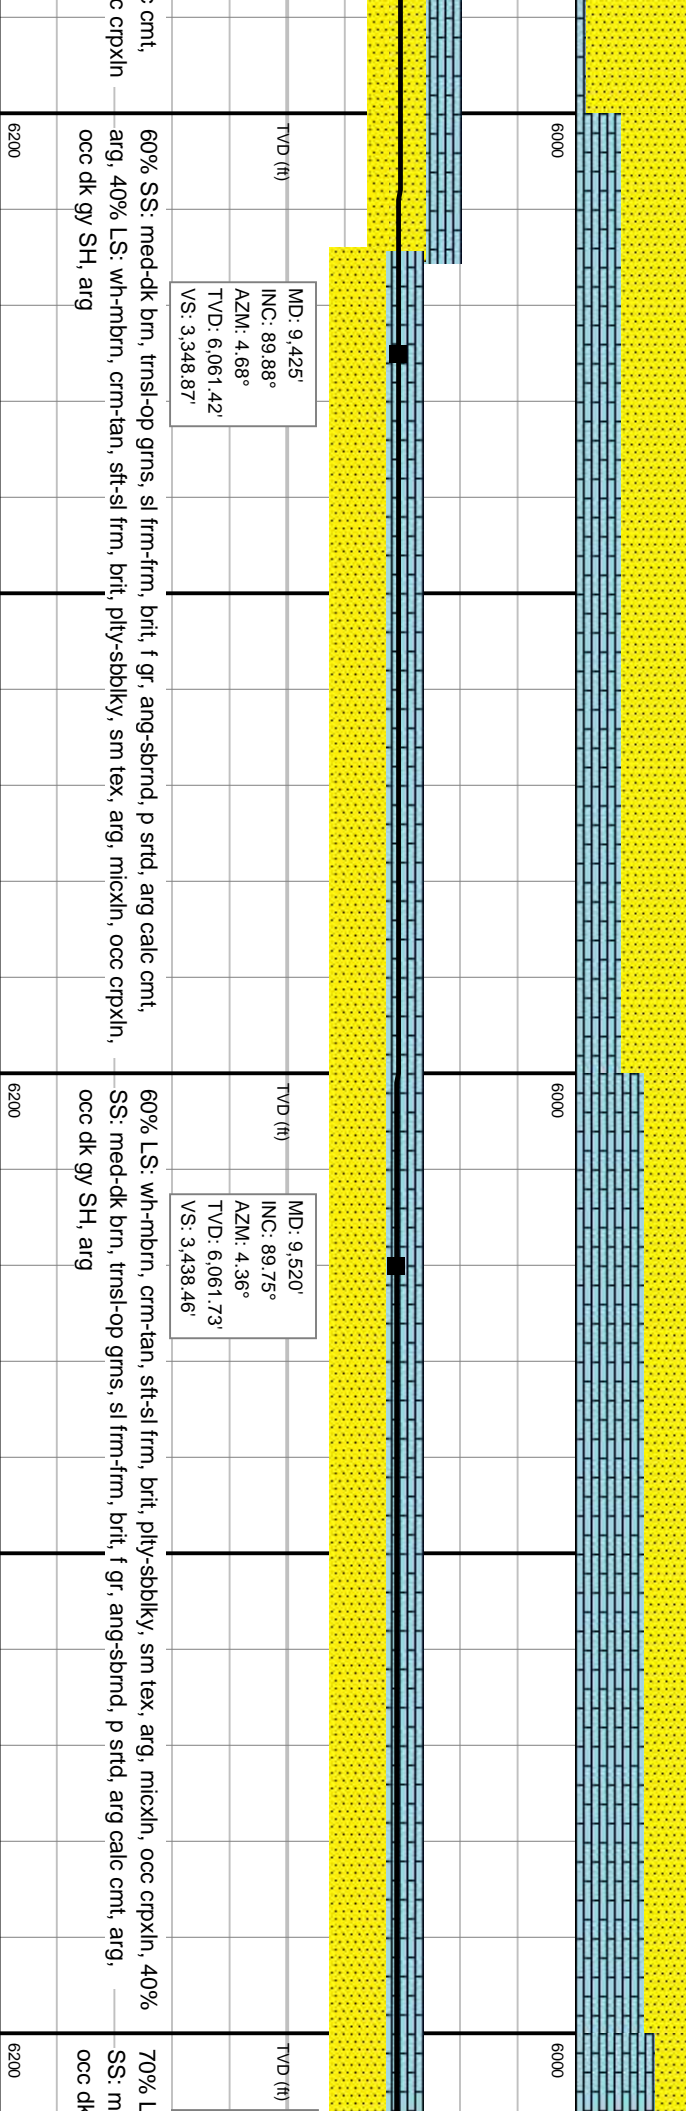 c cmt,
c crpxln
6200
TVD (ft)
6000
60% SS: med-dk brn, trnsl-op grns, sl frm-frm, brit, f gr, ang-sbrnd, p srtd, arg calc cmt,
arg, 40% LS: wh-mbrn, crm-tan, sft-sl frm, brit, plty-sbblky, sm tex, arg, micxln, occ crpxln,
occ dk gy SH, arg
MD: 9,425'
INC: 89.88°
AZM: 4.68°
TVD: 6,061.42'
VS: 3,348.87'
6200
TVD (ft)
6000
60% LS: wh-mbrn, crm-tan, sft-sl frm, brit, plty-sbblky, sm tex, arg, micxln, occ crpxln, 40%
SS: med-dk brn, trnsl-op grns, sl frm-frm, brit, f gr, ang-sbrnd, p srtd, arg calc cmt, arg,
occ dk gy SH, arg
MD: 9,520'
INC: 89.75°
AZM: 4.36°
TVD: 6,061.73'
VS: 3,438.46'
6200
TVD (ft)
6000
70% L
SS: m
occ dk